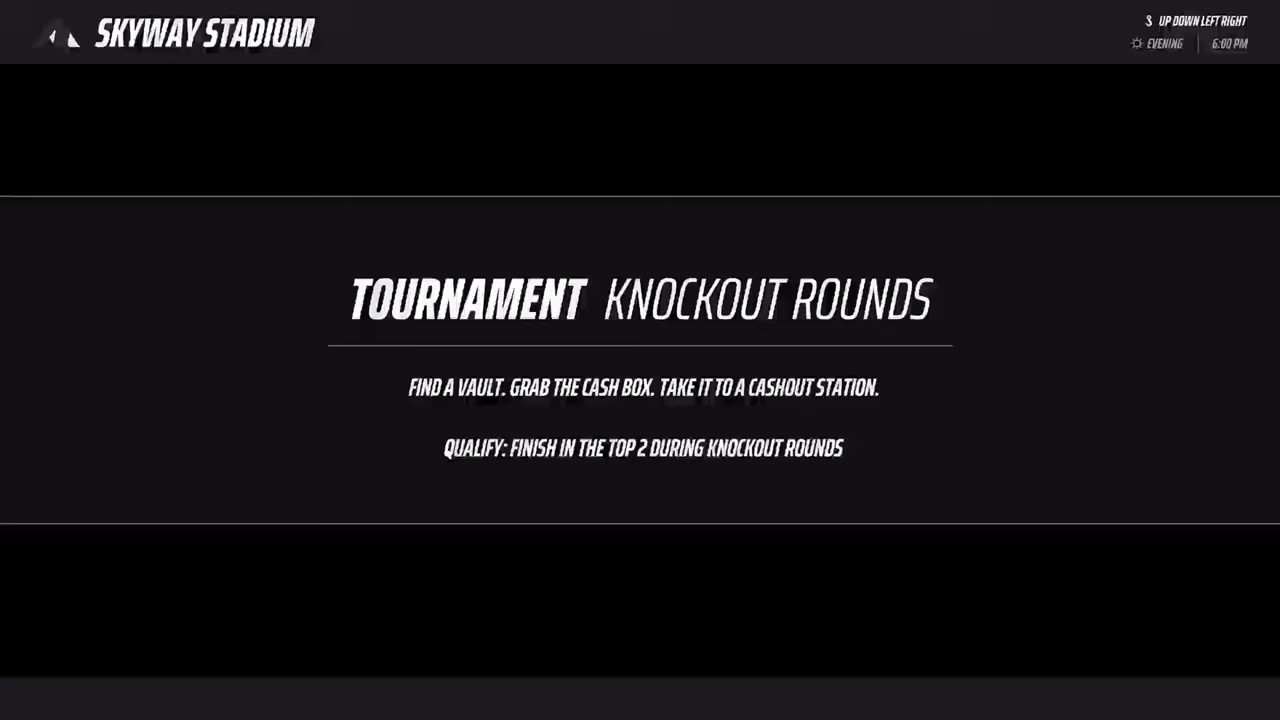 SKYWAY STADIUM
UP DOWN LEFT RIGHT
EVENING 6:00 PM
TOURNAMENT KNOCKOUT ROUNDS
FIND A VAULT. GRAB THE CASH BOX. TAKE IT TO A CASHOUT STATION.
QUALIFY: FINISH IN THE TOP 2 DURING KNOCKOUT ROUNDS